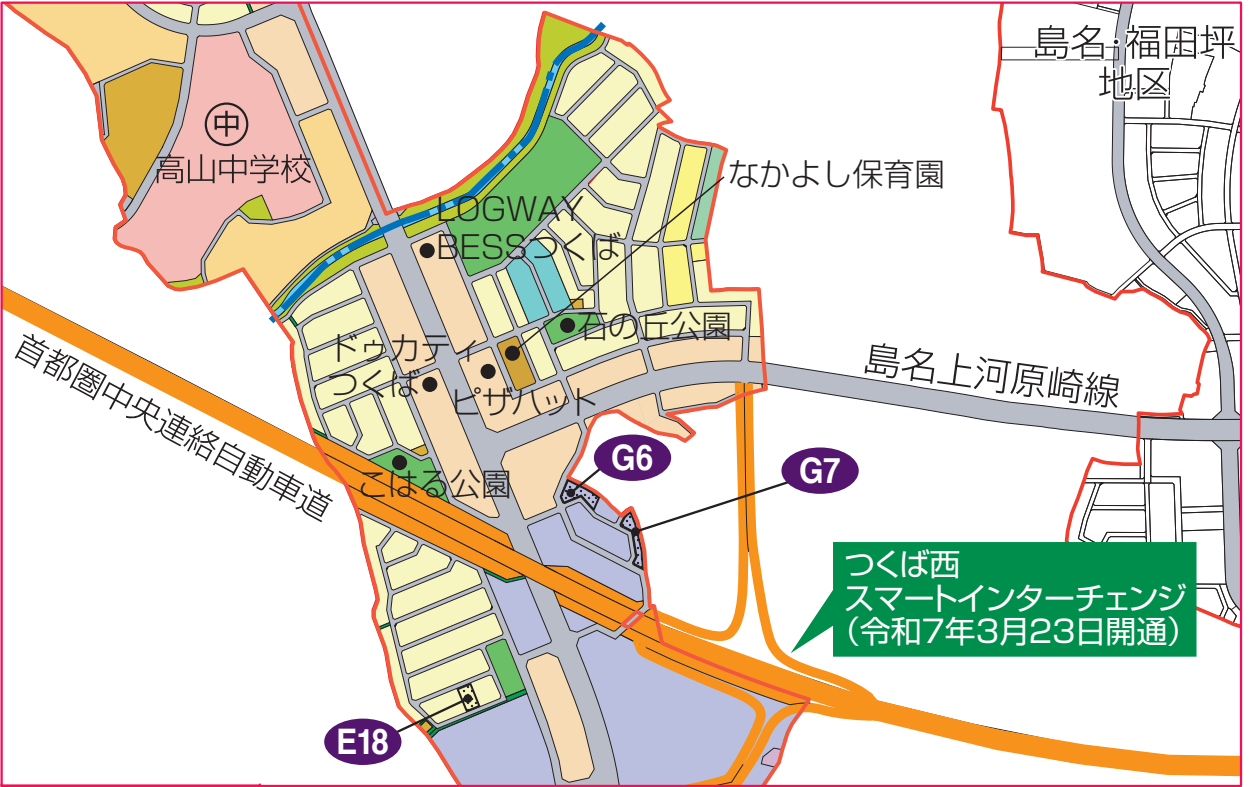 島名・福田坪
地区
中
高山中学校
なかよし保育園
LOGWAY
BESSつくば
石の丘公園
ドゥカティ
つくば
ピザハット
島名上河原崎線
首都圏中央連絡自動車道
こはる公園
G6
G7
つくば西
スマートインターチェンジ
（令和7年3月23日開通）
E18